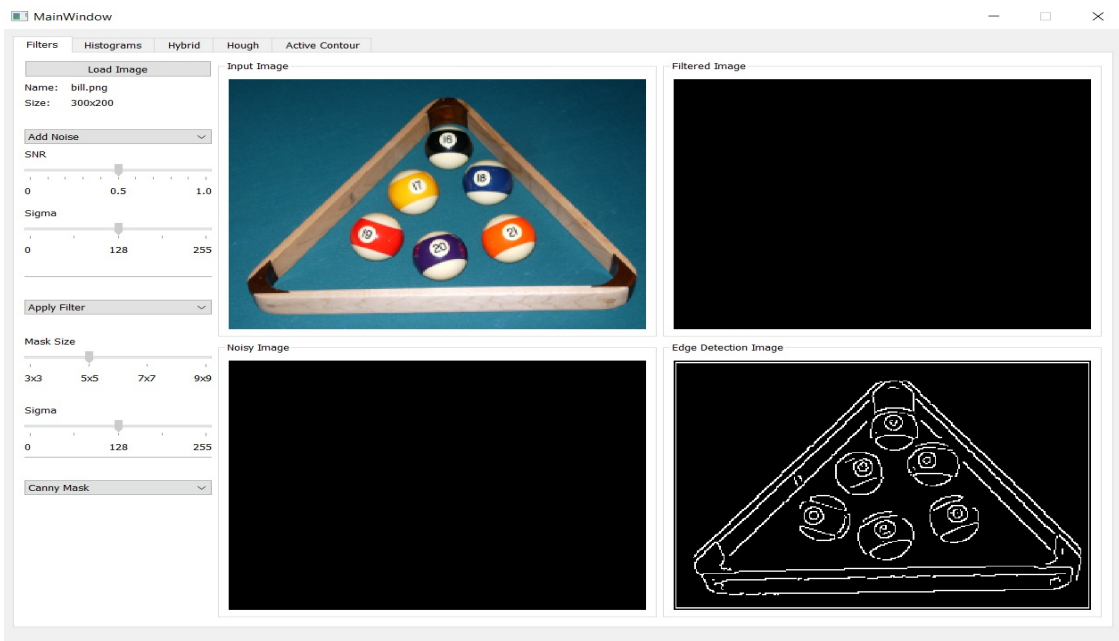 MainWindow
Filters Histograms Hybrid Hough Active Contour
Load Image
Name: bill.png
Size: 300x200
Add Noise
SNR
0 0.5 1.0
Sigma
0 128 255
Apply Filter
Mask Size
3x3 5x5 7x7 9x9
Sigma
0 128 255
Canny Mask
Input Image
16
17 18
19 20 21
Filtered Image
Noisy Image
Edge Detection Image